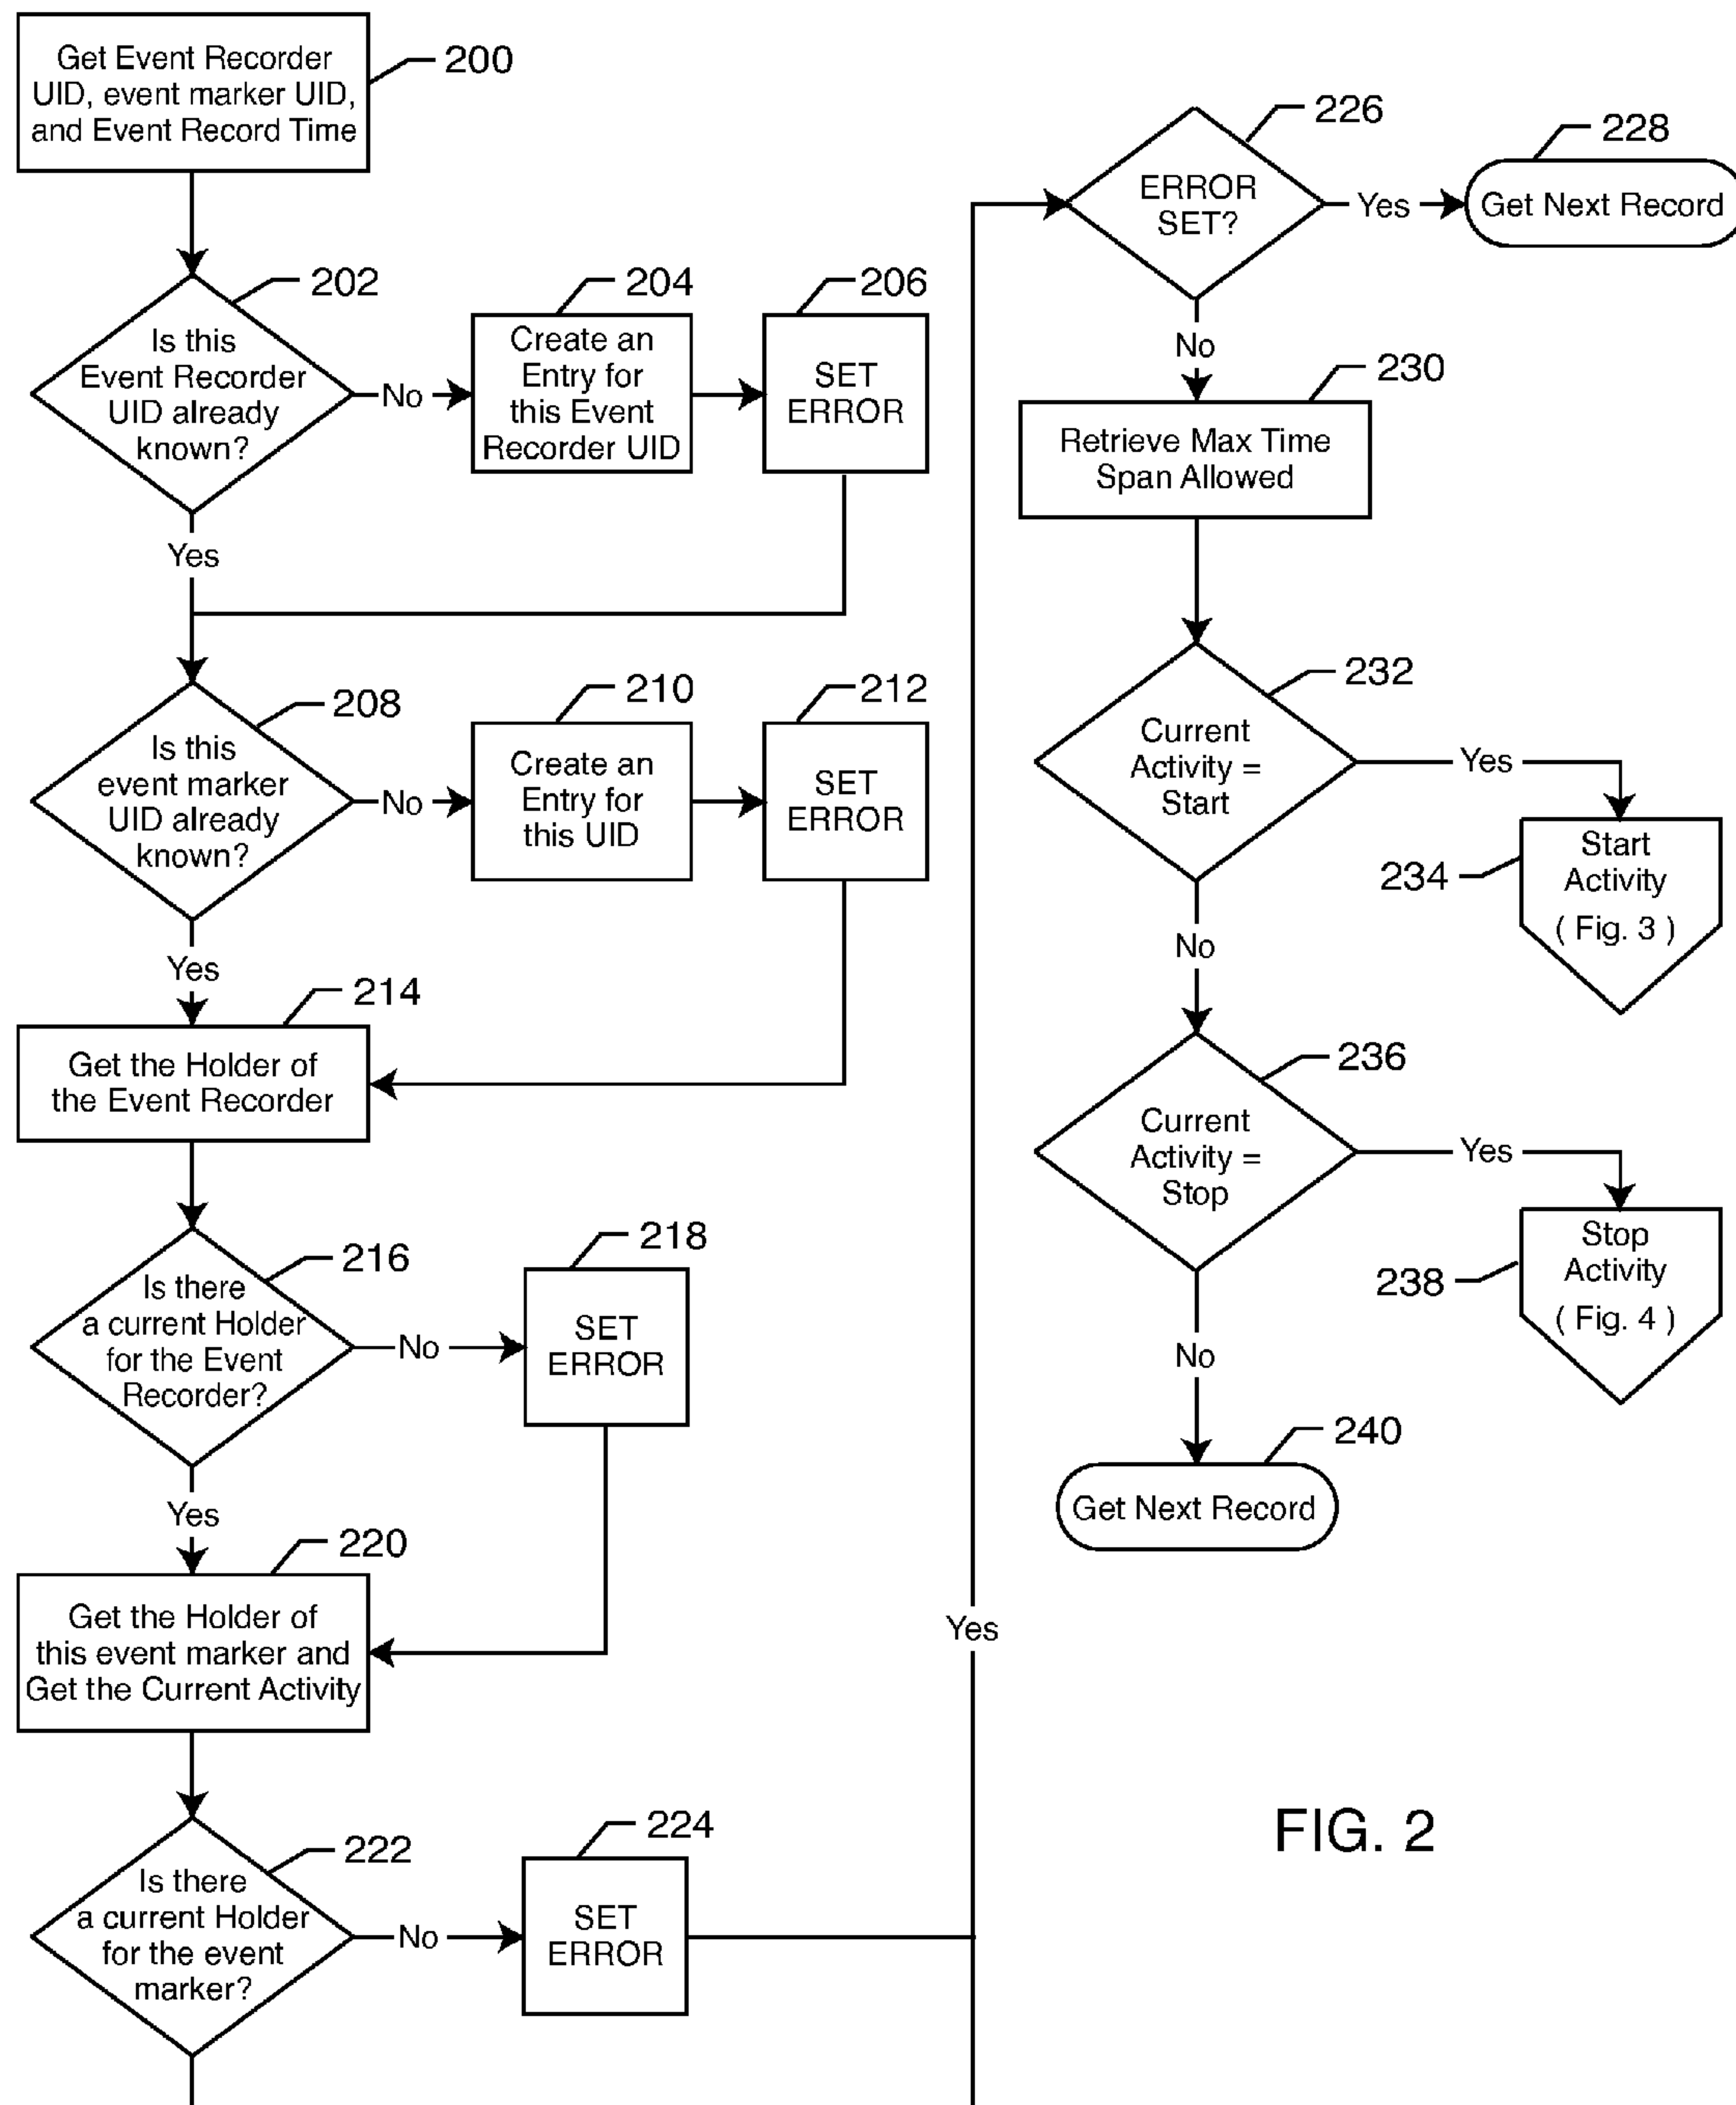 Get Event Recorder
UID, event marker UID,
and Event Record Time
200
202
Is this
Event Recorder
UID already
known?
No
204
Create an
Entry for
this Event
Recorder UID
206
SET
ERROR
Yes
208
Is this
event marker
UID already
known?
No
210
Create an
Entry for
this UID
212
SET
ERROR
Yes
214
Get the Holder of
the Event Recorder
216
Is there
a current Holder
for the Event
Recorder?
No
218
SET
ERROR
Yes
220
Get the Holder of
this event marker and
Get the Current Activity
222
Is there
a current Holder
for the event
marker?
No
224
SET
ERROR
Yes
226
ERROR
SET?
Yes
228
Get Next Record
No
230
Retrieve Max Time
Span Allowed
232
Current
Activity =
Start
Yes
234
Start
Activity
( Fig. 3 )
No
236
Current
Activity =
Stop
Yes
238
Stop
Activity
( Fig. 4 )
No
240
Get Next Record
FIG. 2